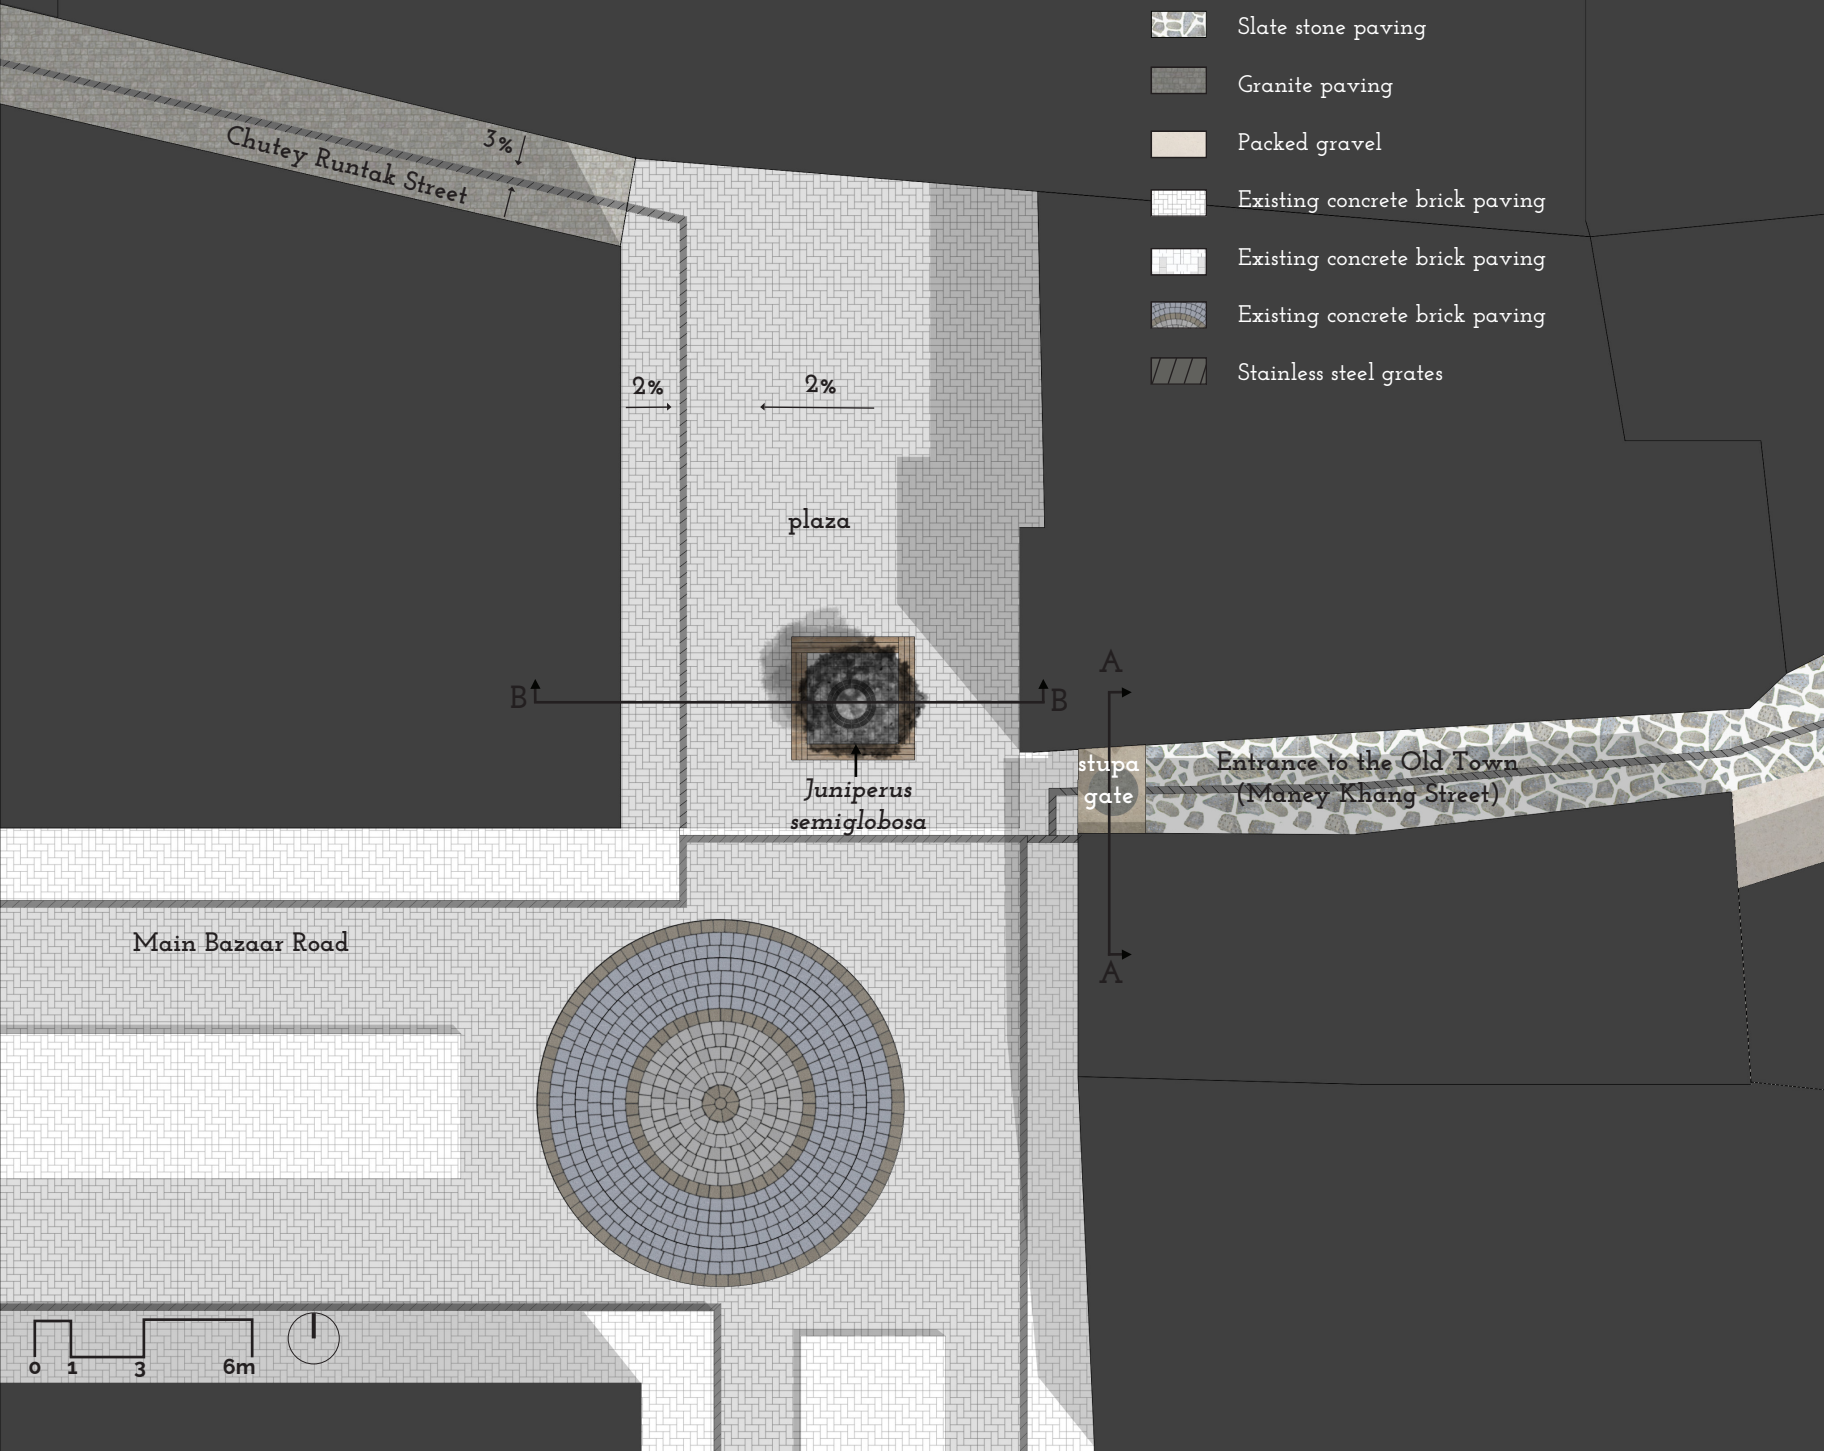 Slate stone paving
Granite paving
Packed gravel
Existing concrete brick paving
Existing concrete brick paving
Existing concrete brick paving
Stainless steel grates
3%
Chutey Runtak Street
2%
2%
plaza
A
B
B
stupa
gate
Entrance to the Old Town
(Maney Khang Street)
Juniperus
semiglobosa
Main Bazaar Road
A
0 1 3 6m